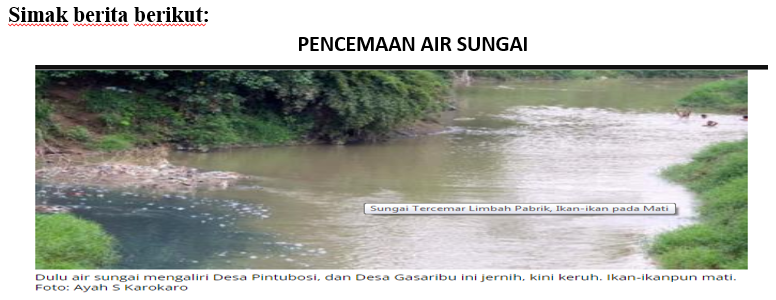 Simak berita berikut:
PENCEMAAN AIR SUNGAI
Sungai Tercemar Limbah Pabrik, Ikan-ikan pada Mati
Dulu air sungai mengaliri Desa Pintubosi, dan Desa Gasaribu ini jernih, kini keruh. Ikan-ikanpun mati.
Foto: Ayah S Karokaro